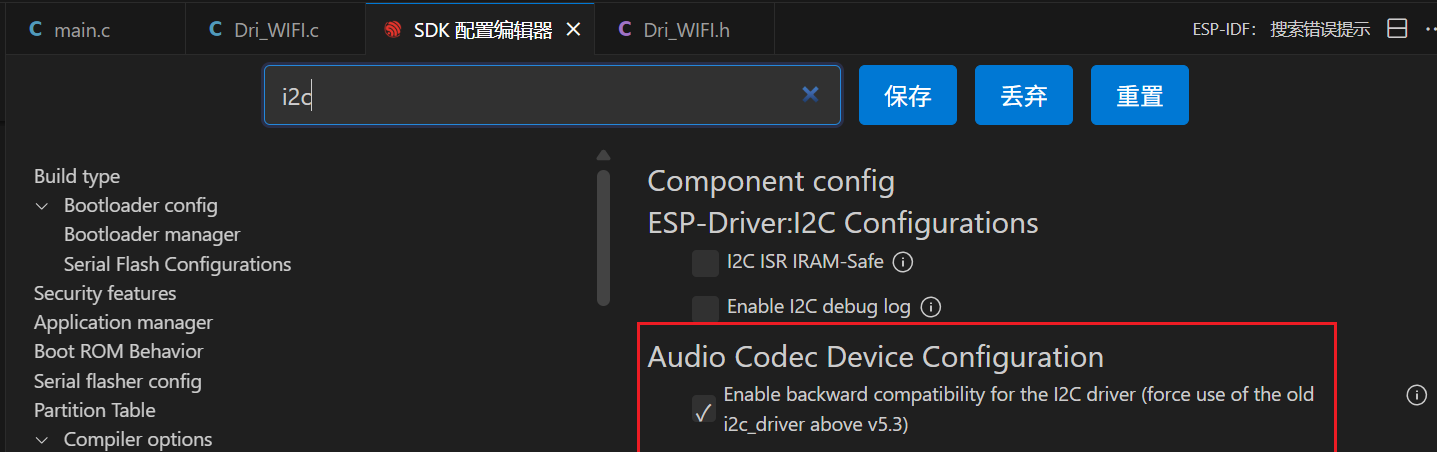 C main.c
C Dri_WIFI.c
SDK 配置编辑器
C Dri_WIFI.h
ESP-IDF: 搜索错误提示
i2c
保存
丢弃
重置
Build type
Bootloader config
Bootloader manager
Serial Flash Configurations
Security features
Application manager
Boot ROM Behavior
Serial flasher config
Partition Table
Compiler options
Component config
ESP-Driver:I2C Configurations
I2C ISR IRAM-Safe
Enable I2C debug log
Audio Codec Device Configuration
Enable backward compatibility for the I2C driver (force use of the old
i2c_driver above v5.3)